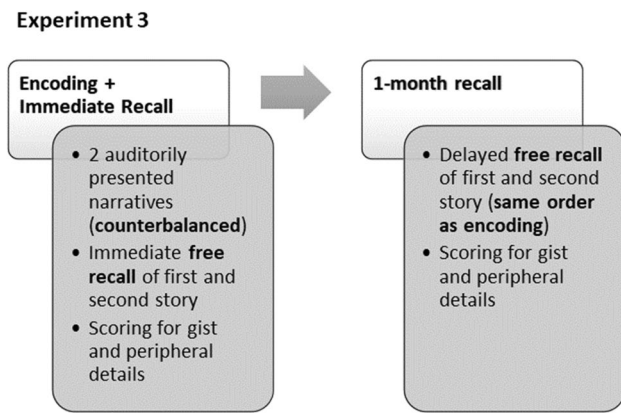 Experiment 3
Encoding +
Immediate Recall
• 2 auditorily
presented
narratives
(counterbalanced)
• Immediate free
recall of first and
second story
• Scoring for gist
and peripheral
details
1-month recall
• Delayed free recall
of first and second
story (same order
as encoding)
• Scoring for gist
and peripheral
details